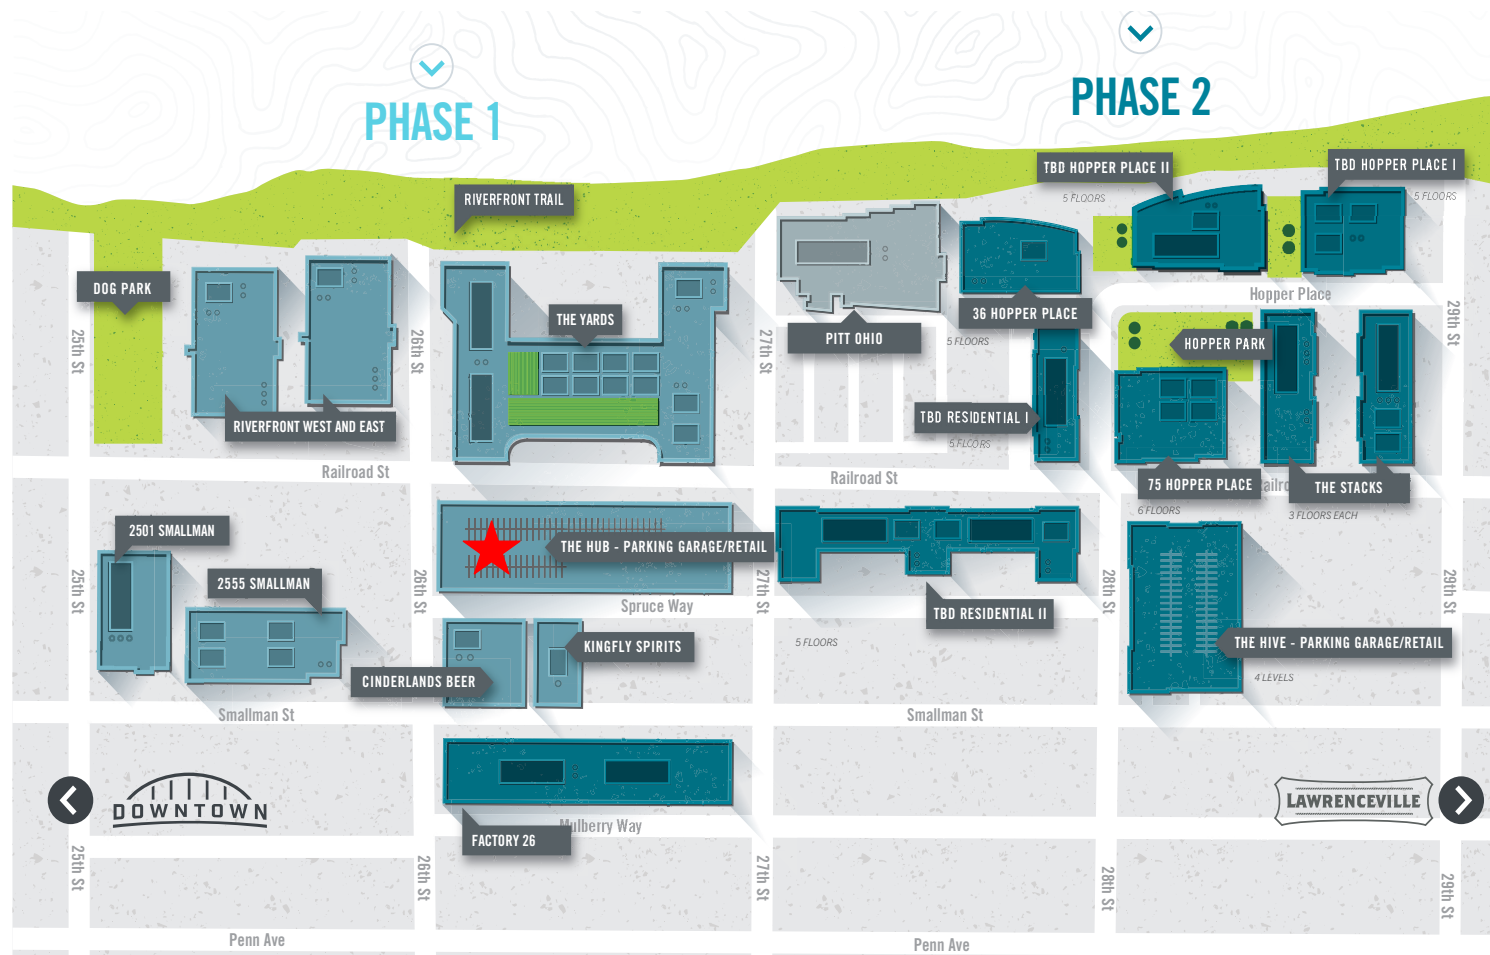 PHASE 1
PHASE 2
TBD HOPPER PLACE II
TBD HOPPER PLACE I
5 FLOORS
5 FLOORS
RIVERFRONT TRAIL
DOG PARK
Hopper Place
THE YARDS
36 HOPPER PLACE
PITT OHIO
5 FLOORS
HOPPER PARK
25th St
26th St
27th St
29th St
TBD RESIDENTIAL I
5 FLOORS
RIVERFRONT WEST AND EAST
Railroad St
Railroad St
75 HOPPER PLACE
Railro
THE STACKS
6 FLOORS
3 FLOORS EACH
2501 SMALLMAN
THE HUB - PARKING GARAGE/RETAIL
2555 SMALLMAN
25th St
26th St
27th St
28th St
29th St
Spruce Way
TBD RESIDENTIAL II
5 FLOORS
KINGFLY SPIRITS
THE HIVE - PARKING GARAGE/RETAIL
CINDERLANDS BEER
4 LEVELS
Smallman St
Smallman St
DOWNTOWN
LAWRENCEVILLE
Mulberry Way
FACTORY 26
25th St
26th St
27th St
28th St
29th St
Penn Ave
Penn Ave